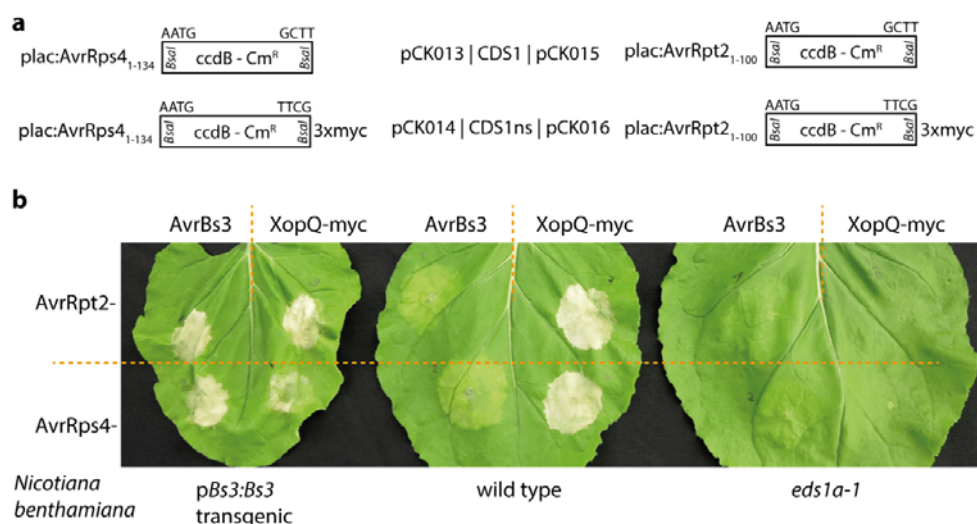 a
AATG GCTT
plac:AvrRps4₁₋₁₃₄ BsaI ccdB - Cmᴿ BsaI
pCK013 | CDS1 | pCK015
AATG GCTT
plac:AvrRpt2₁₋₁₀₀ BsaI ccdB - Cmᴿ BsaI
AATG TTCG
plac:AvrRps4₁₋₁₃₄ BsaI ccdB - Cmᴿ BsaI 3xmyc
pCK014 | CDS1ns | pCK016
AATG TTCG
plac:AvrRpt2₁₋₁₀₀ BsaI ccdB - Cmᴿ BsaI 3xmyc
b
AvrBs3 XopQ-myc AvrBs3 XopQ-myc AvrBs3 XopQ-myc
AvrRpt2-
AvrRps4-
Nicotiana
benthamiana
pBs3:Bs3
transgenic
wild type
eds1a-1